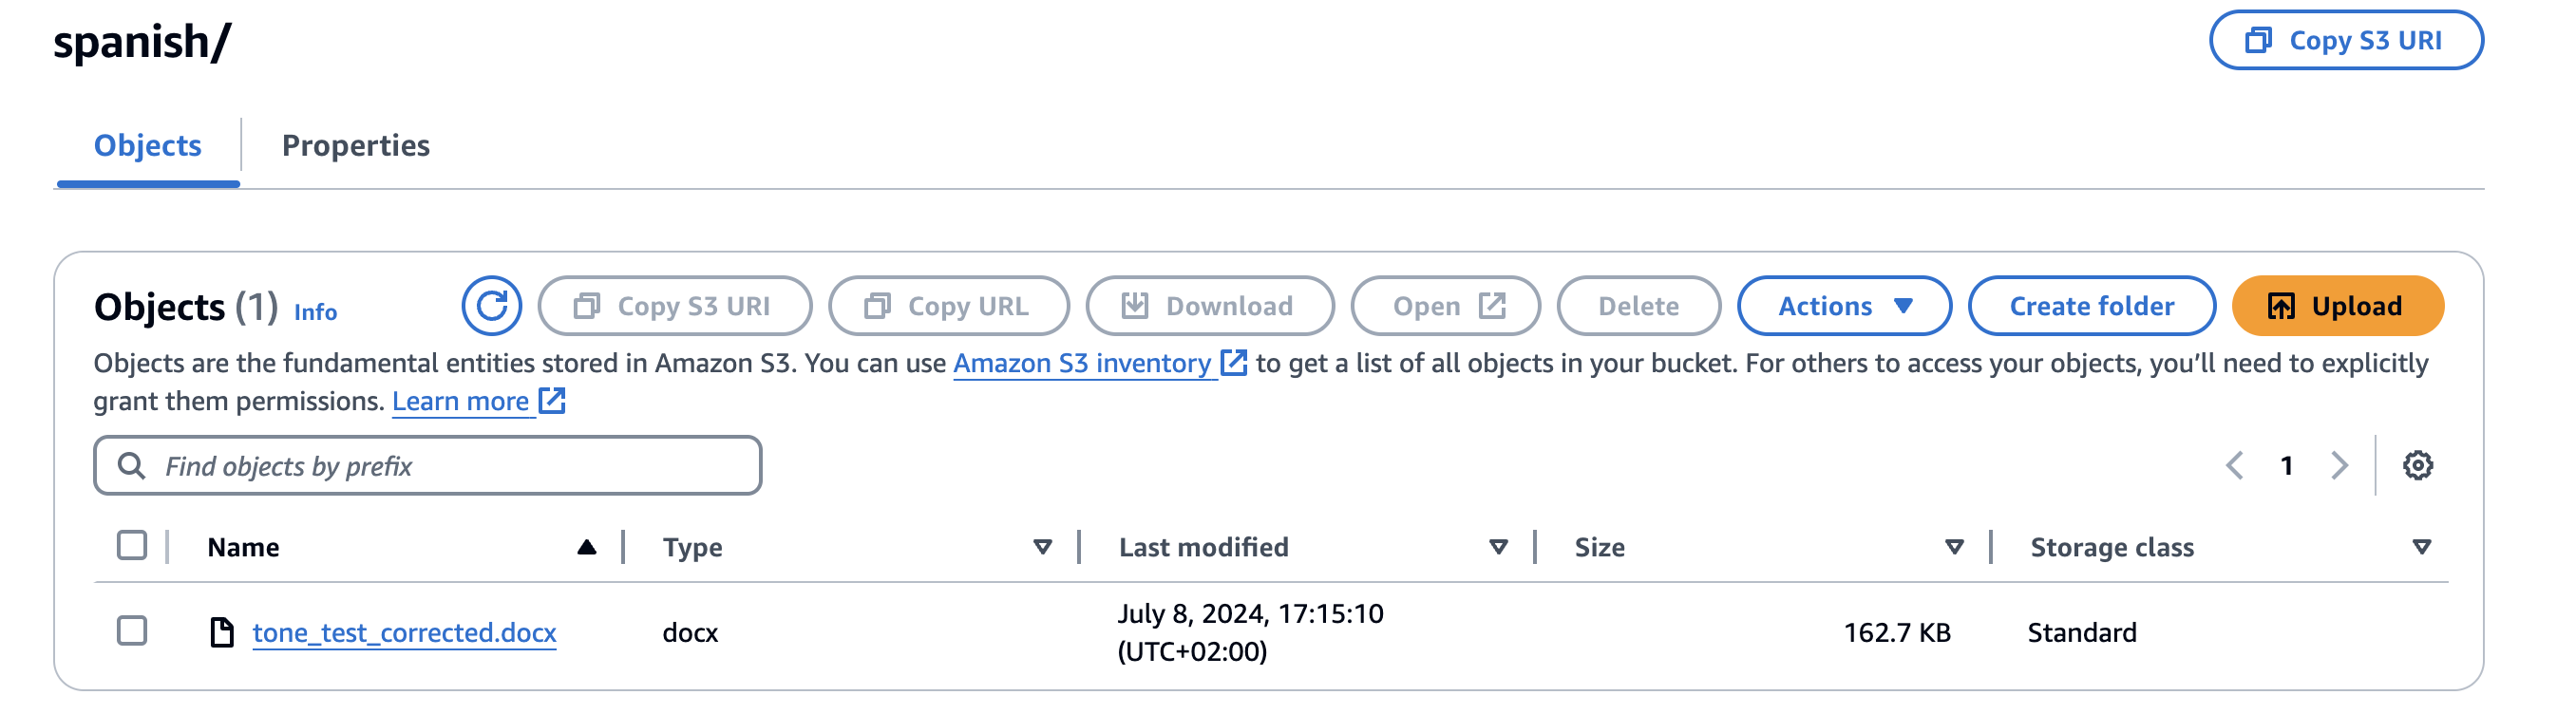 spanish/
Copy S3 URI
Objects
Properties
Objects (1) Info
Copy S3 URI
Copy URL
Download
Open
Delete
Actions
Create folder
Upload
Objects are the fundamental entities stored in Amazon S3. You can use Amazon S3 inventory to get a list of all objects in your bucket. For others to access your objects, you’ll need to explicitly
grant them permissions. Learn more
Find objects by prefix
1
Name
Type
Last modified
Size
Storage class
tone_test_corrected.docx
docx
July 8, 2024, 17:15:10
(UTC+02:00)
162.7 KB
Standard